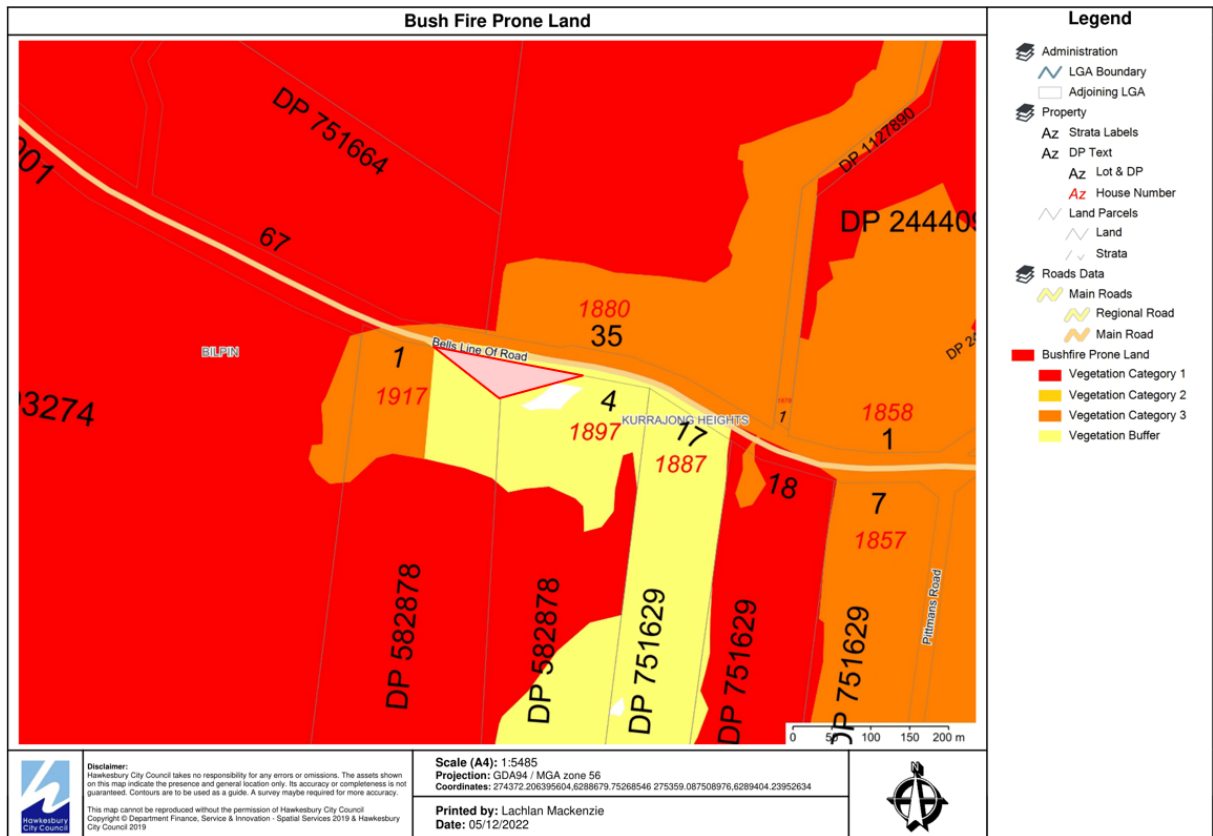 Bush Fire Prone Land
Legend
Administration
LGA Boundary
Adjoining LGA
Property
Az Strata Labels
Az DP Text
Az Lot & DP
Az House Number
Land Parcels
Land
Strata
Roads Data
Main Roads
Regional Road
Main Road
Bushfire Prone Land
Vegetation Category 1
Vegetation Category 2
Vegetation Category 3
Vegetation Buffer
DP 751664
DP 1127890
DP 244409
67
1880
35
Bells Line Of Road
BILPIN
1
1917
4
1897
KURRAJONG HEIGHTS
17
1887
1
1858
1
18
7
1857
93274
DP 582878
DP 582878
DP 751629
DP 751629
DP 751629
Pittmans Road
0 50 100 150 200 m
Hawkesbury
City Council
Disclaimer:
Hawkesbury City Council takes no responsibility for any errors or omissions. The assets shown
on this map indicate the presence and general location only. Its accuracy or completeness is not
guaranteed. Contours are to be used as a guide. A survey maybe required for more accuracy.
This map cannot be reproduced without the permission of Hawkesbury City Council
Copyright © Department Finance, Service & Innovation - Spatial Services 2019 & Hawkesbury
City Council 2019
Scale (A4): 1:5485
Projection: GDA94 / MGA zone 56
Coordinates: 274372.206395604,6288679.75268546 275359.087508976,6289404.23952634
Printed by: Lachlan Mackenzie
Date: 05/12/2022